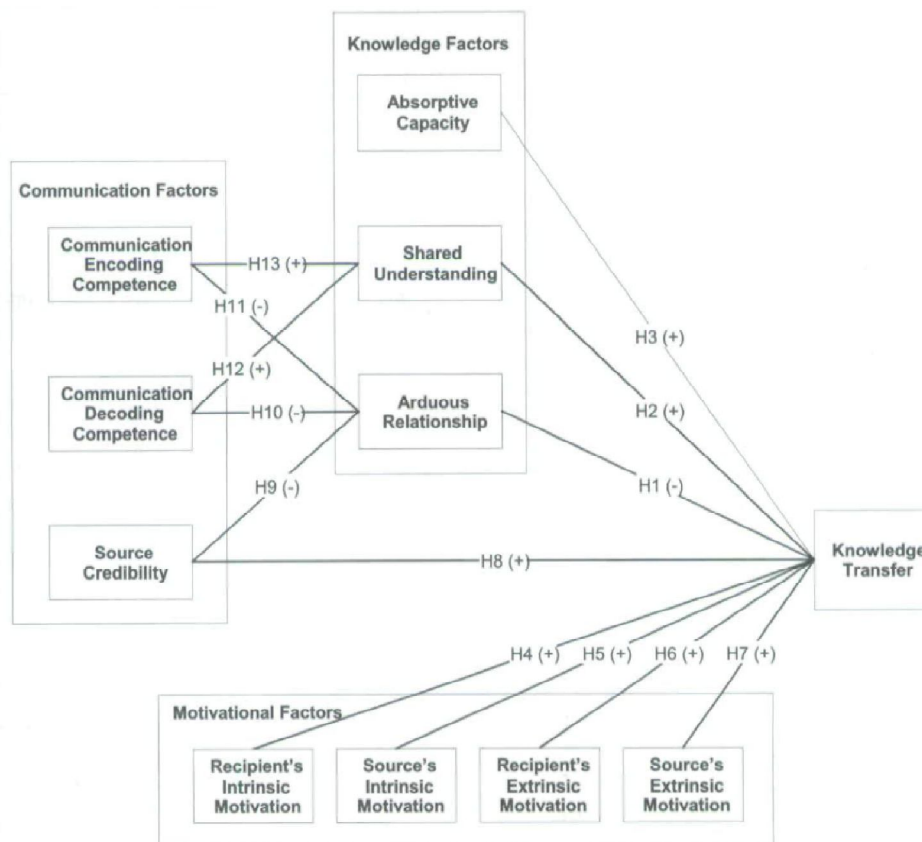 Knowledge Factors
Absorptive
Capacity
Communication Factors
Communication
Encoding
Competence
H13 (+)
Shared
Understanding
H11 (-)
H3 (+)
H12 (+)
Communication
Decoding
Competence
H10 (-)
Arduous
Relationship
H2 (+)
H9 (-)
H1 (-)
Source
Credibility
H8 (+)
Knowledge
Transfer
H4 (+)
H5 (+)
H6 (+)
H7 (+)
Motivational Factors
Recipient's
Intrinsic
Motivation
Source's
Intrinsic
Motivation
Recipient's
Extrinsic
Motivation
Source's
Extrinsic
Motivation